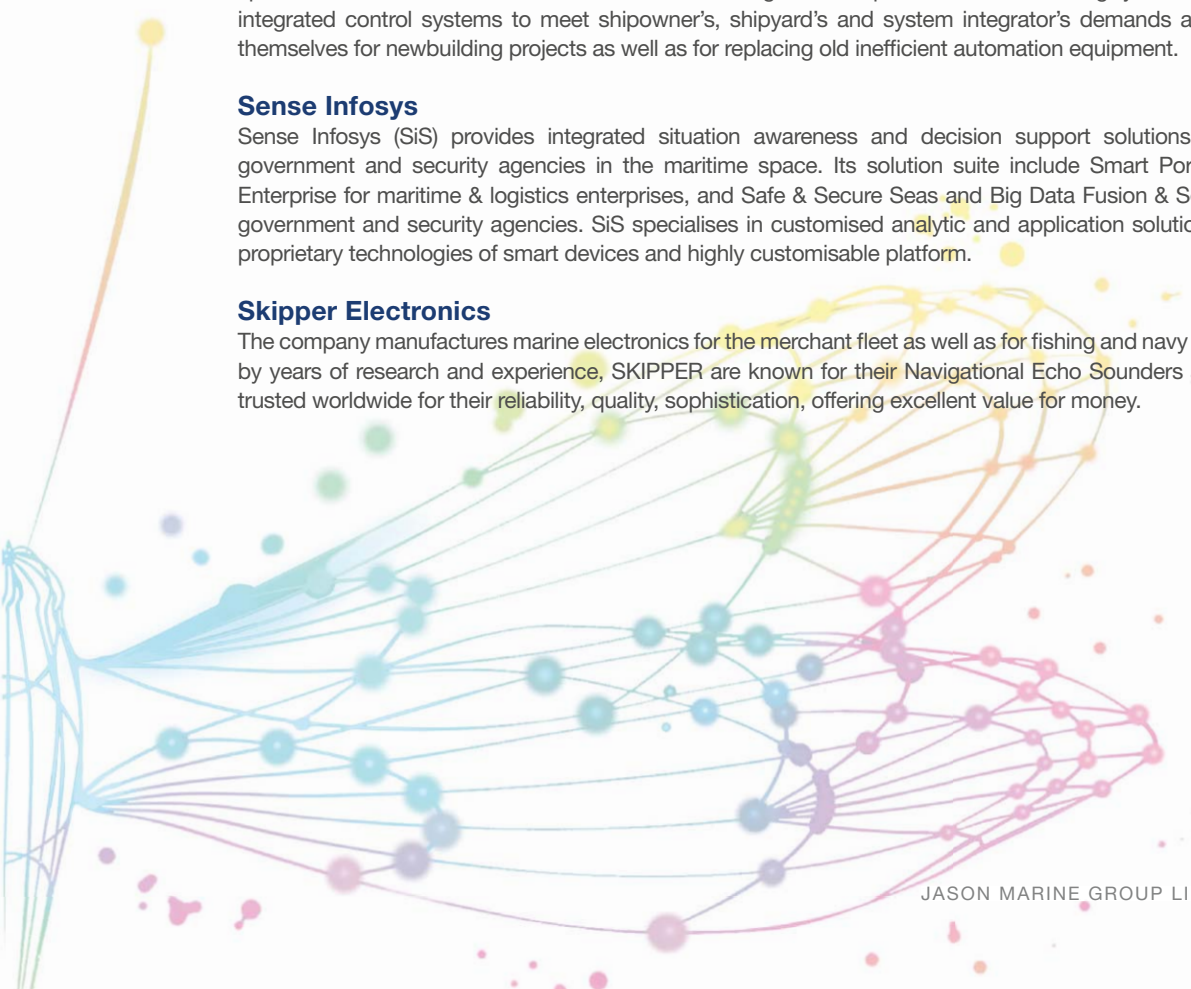 integrated control systems to meet shipowner's, shipyard's and system integrator's demands
themselves for newbuilding projects as well as for replacing old inefficient automation equipment.
Sense Infosys
Sense Infosys (SiS) provides integrated situation awareness and decision support solutions
government and security agencies in the maritime space. Its solution suite include Smart
Enterprise for maritime & logistics enterprises, and Safe & Secure Seas and Big Data Fusion &
government and security agencies. SiS specialises in customised analytic and application
proprietary technologies of smart devices and highly customisable platform.
Skipper Electronics
The company manufactures marine electronics for the merchant fleet as well as for fishing and navy
by years of research and experience, SKIPPER are known for their Navigational Echo Sounders
trusted worldwide for their reliability, quality, sophistication, offering excellent value for money.
JASON MARINE GROUP